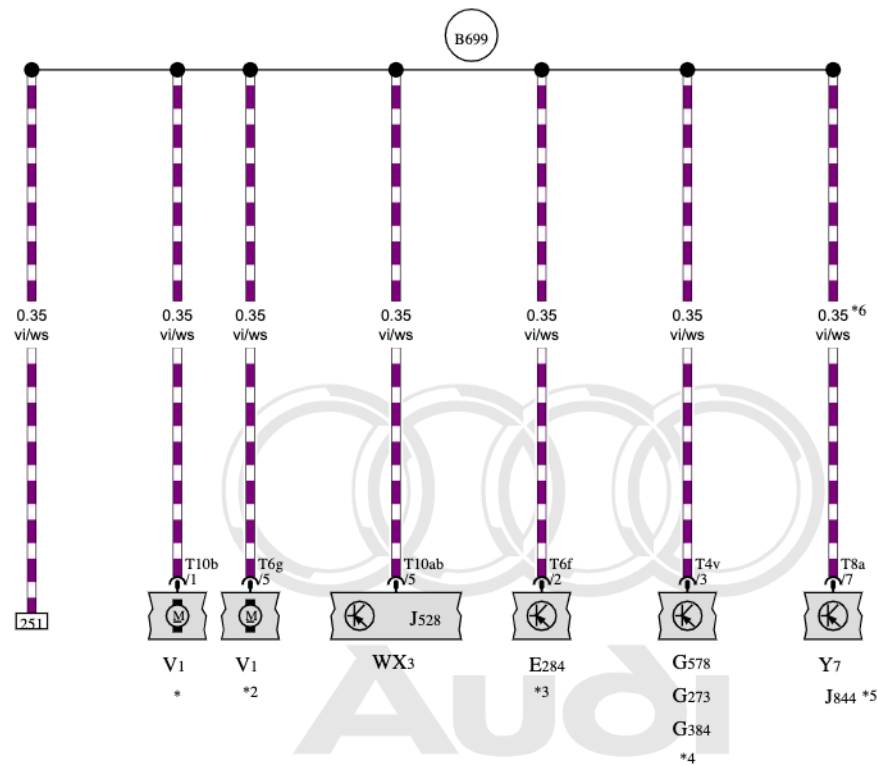 B699
0.35 0.35 0.35 0.35 0.35 0.35 *6
vi/ws vi/ws vi/ws vi/ws vi/ws vi/ws vi/ws
T10b T6g T10ab T6f T4v T8a
/1 /5 /5 /2 /3 /7
251 M M J528
V1 V1 WX3 E284 G578 Y7
* *2 *3 G273 J844 *5
G384
*4
Audi